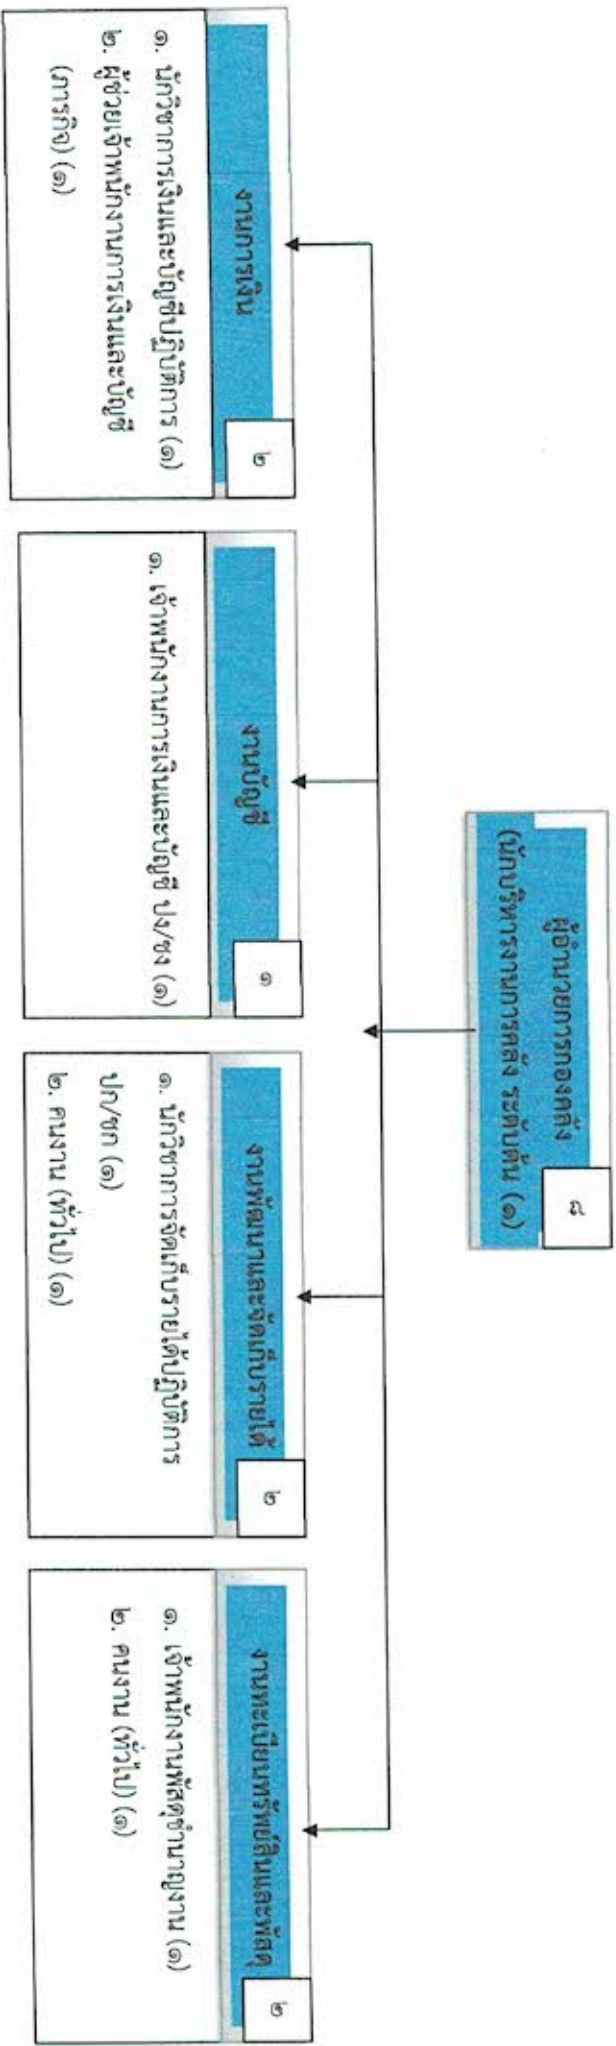 ผู้อำนวยการกองคลัง
(นักบริหารงานการคลัง ระดับต้น (๑)
๘
งานการเงิน
๒
๑. นักวิชาการเงินและบัญชีปฏิบัติการ (๑)
๒. ผู้ช่วยเจ้าพนักงานการเงินและบัญชี
(ภารกิจ) (๑)
งานบัญชี
๑
๑. เจ้าพนักงานการเงินและบัญชี ปง/ชง (๑)
งานพัฒนาและจัดเก็บรายได้
๒
๑. นักวิชาการจัดเก็บรายได้ปฏิบัติการ
ปก/ชก (๑)
๒. คนงาน (ทั่วไป) (๑)
งานทะเบียนทรัพย์สินและพัสดุ
๒
๑. เจ้าพนักงานพัสดุชำนาญงาน (๑)
๒. คนงาน (ทั่วไป) (๑)